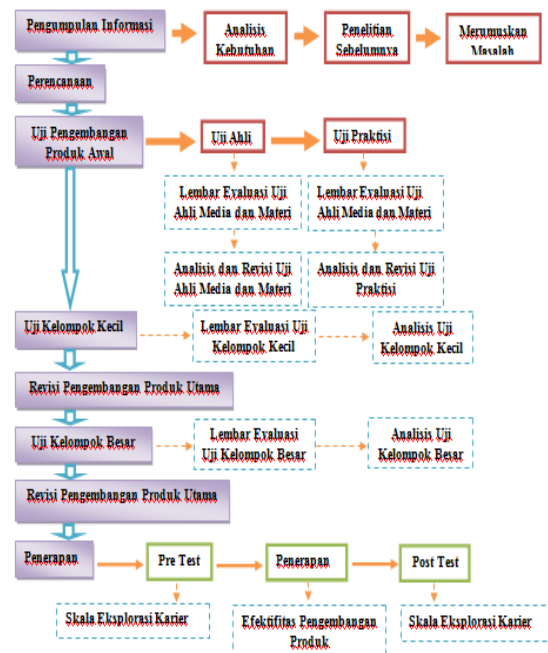 Pengumpulan Informasi
Analisis
Kebutuhan
Penelitian
Sebelumnya
Merumuskan
Masalah
Perencanaan
Uji Pengembangan
Produk Awal
Uji Ahli
Uji Praktisi
Lembar Evaluasi Uji
Ahli Media dan Materi
Lembar Evaluasi Uji
Ahli Media dan Materi
Analisis dan Revisi Uji
Ahli Media dan Materi
Analisis dan Revisi Uji
Praktisi
Uji Kelompok Kecil
Lembar Evaluasi Uji
Kelompok Kecil
Analisis Uji
Kelompok Kecil
Revisi Pengembangan Produk Utama
Uji Kelompok Besar
Lembar Evaluasi
Uji Kelompok Besar
Analisis Uji
Kelompok Besar
Revisi Pengembangan Produk Utama
Penerapan
Pre Test
Penerapan
Post Test
Skala Eksplorasi Karier
Efektifitas Pengembangan
Produk
Skala Eksplorasi Karier